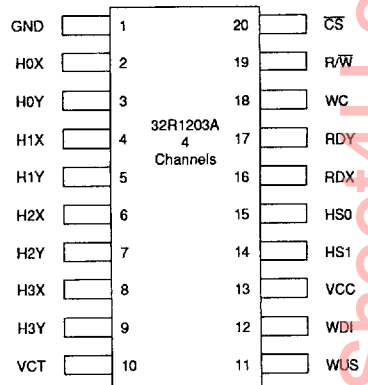 GND 1 20 C̅S̅
H0X 2 19 R/W̅
H0Y 3 18 WC
32R1203A
H1X 4 4 17 RDY
Channels
H1Y 5 16 RDX
H2X 6 15 HS0
H2Y 7 14 HS1
H3X 8 13 VCC
H3Y 9 12 WDI
VCT 10 11 WUS